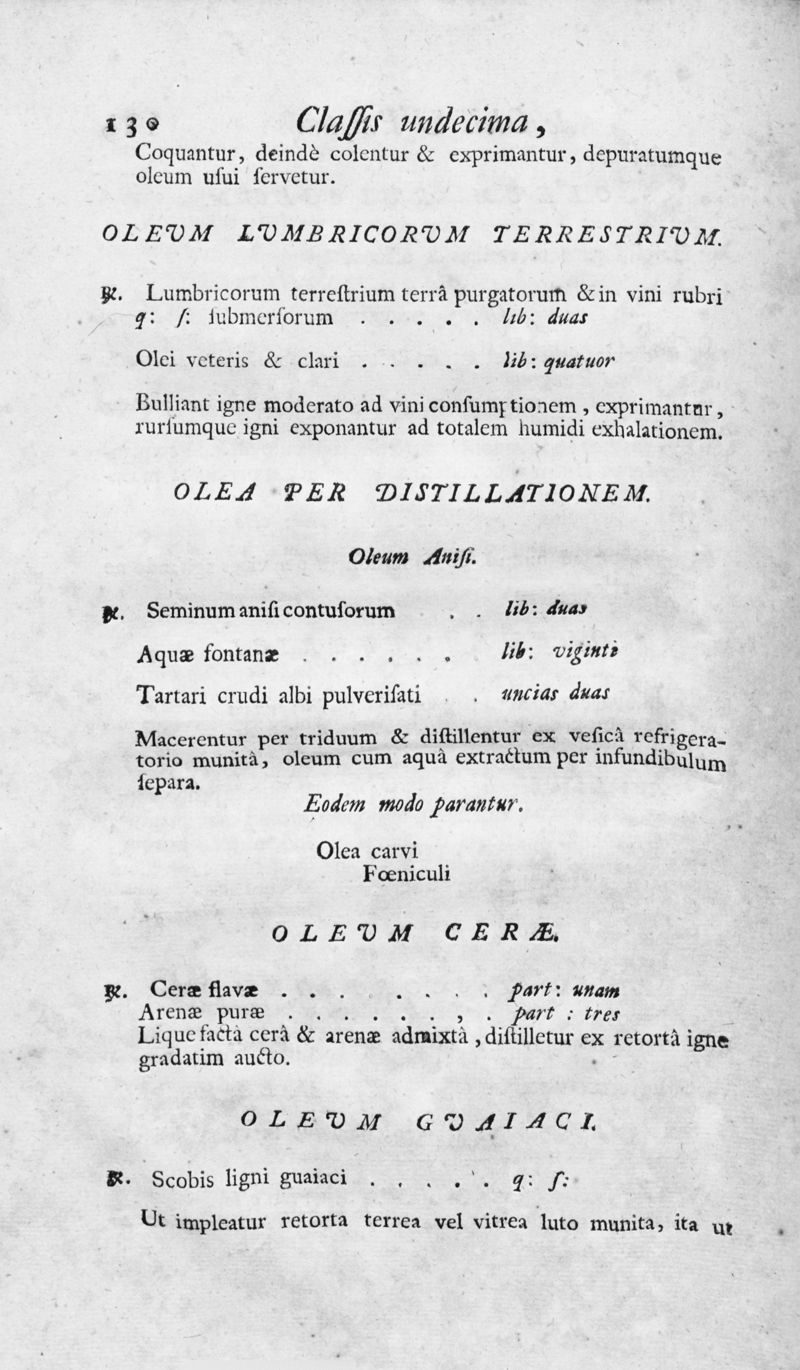 130 Claſſis undecima,
Coquantur, deindè colentur & exprimantur, depuratumque
oleum uſui ſervetur.
OLEVM LVMBRICORVM TERRESTRIVM.
℞. Lumbricorum terreſtrium terrâ purgatorum & in vini rubri
q: ſ: ſubmerſorum . . . . . lib: duas
Olei veteris & clari . . . . . lib: quatuor
Bulliant igne moderato ad vini conſumptionem, exprimantur,
rurſumque igni exponantur ad totalem humidi exhalationem.
OLEA PER DISTILLATIONEM.
Oleum Aniſi.
℞. Seminum aniſi contuſorum . . lib: duas
Aquæ fontanæ . . . . . . lib: viginti
Tartari crudi albi pulveriſati . . uncias duas
Macerentur per triduum & diſtillentur ex veſicâ refrigera-
torio munitâ, oleum cum aquâ extractum per infundibulum
ſepara.
Eodem modo parantur.
Olea carvi
Fœniculi
OLEVM CERÆ.
℞. Ceræ flavæ . . . . . . . . part: unam
Arenæ puræ . . . . . . , . part : tres
Liquefactâ cerâ & arenæ admixtâ, diſtilletur ex retortâ igne
gradatim aucto.
OLEVM GVAIACI.
℞. Scobis ligni guaiaci . . . . . q: ſ:
Ut impleatur retorta terrea vel vitrea luto munita, ita ut